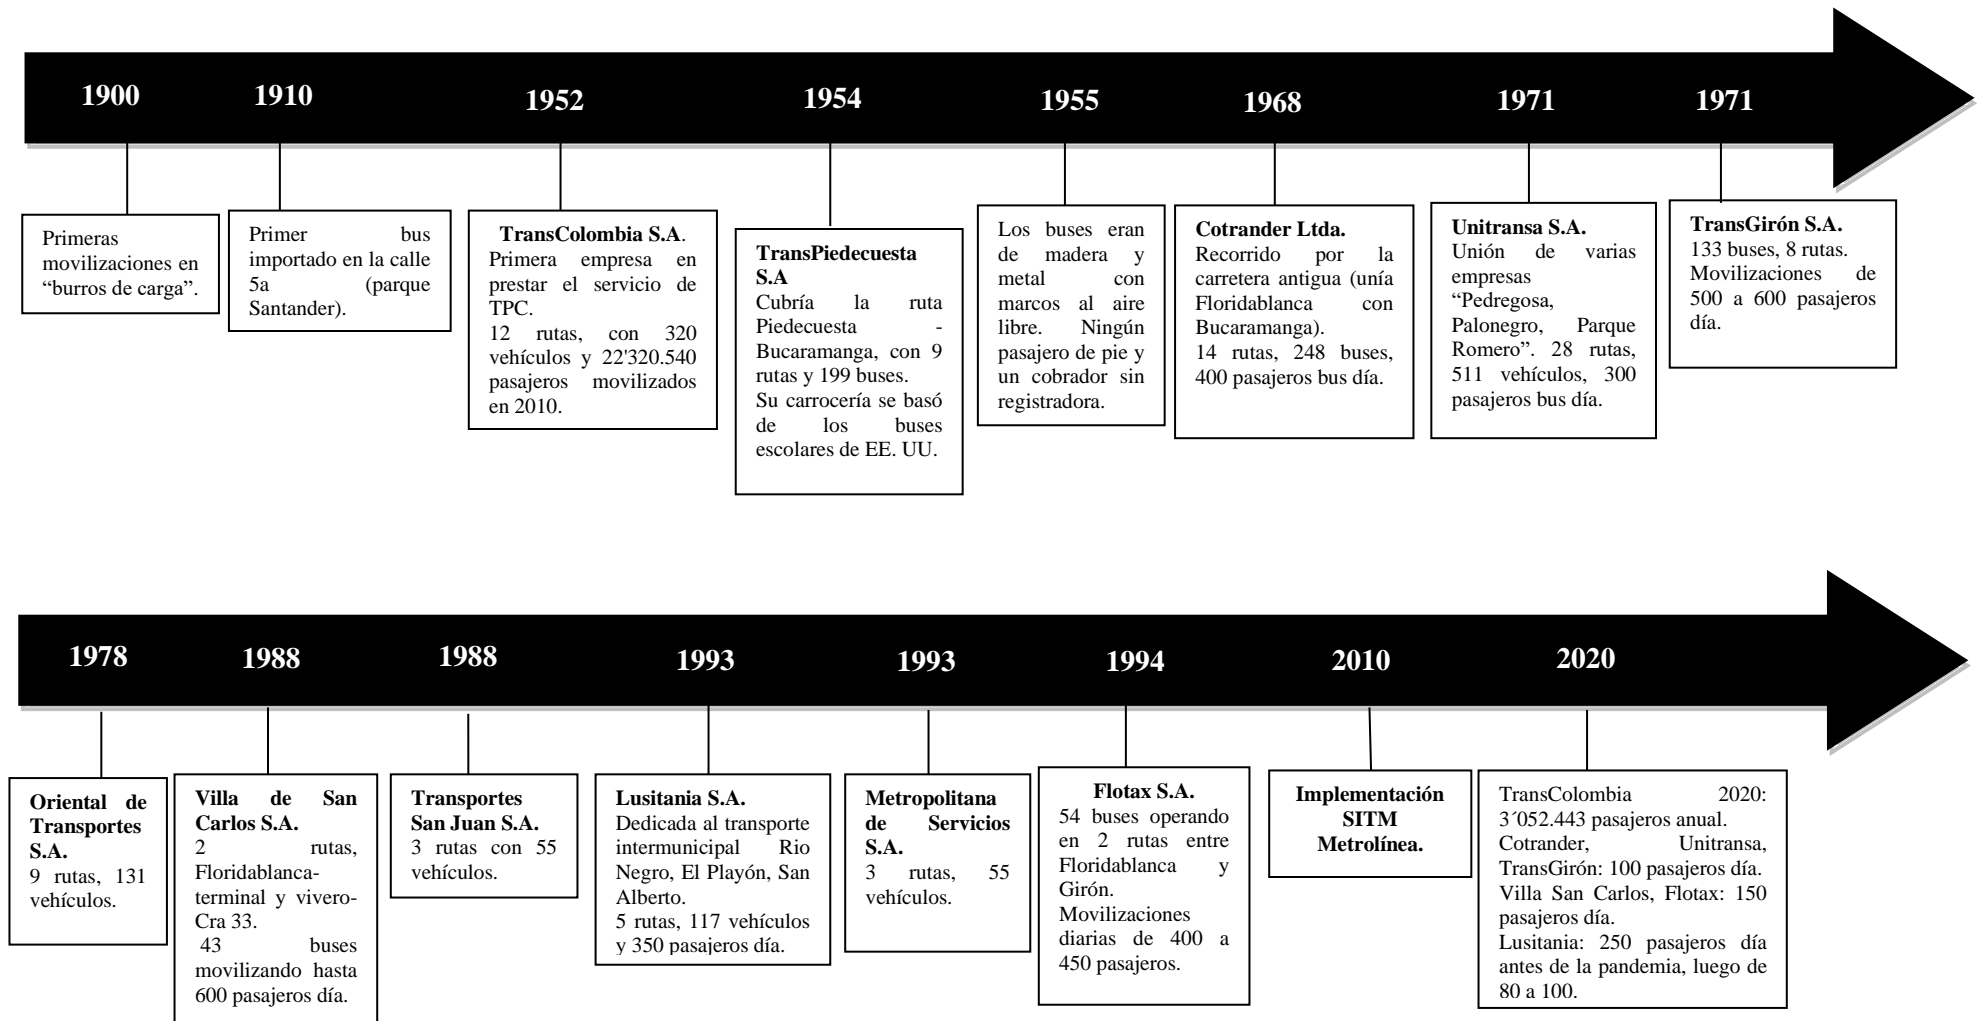 1900
1910
1952
1954
1955
1968
1971
1971
Primeras
movilizaciones en
“burros de carga”.
Primer bus
importado en la calle
5a (parque
Santander).
TransColombia S.A.
Primera empresa en
prestar el servicio de
TPC.
12 rutas, con 320
vehículos y 22'320.540
pasajeros movilizados
en 2010.
TransPiedecuesta
S.A
Cubría la ruta
Piedecuesta -
Bucaramanga, con 9
rutas y 199 buses.
Su carrocería se basó
de los buses
escolares de EE. UU.
Los buses eran
de madera y
metal con
marcos al aire
libre. Ningún
pasajero de pie y
un cobrador sin
registradora.
Cotrander Ltda.
Recorrido por la
carretera antigua (unía
Floridablanca con
Bucaramanga).
14 rutas, 248 buses,
400 pasajeros bus día.
Unitransa S.A.
Unión de varias
empresas
“Pedregosa,
Palonegro, Parque
Romero”. 28 rutas,
511 vehículos, 300
pasajeros bus día.
TransGirón S.A.
133 buses, 8 rutas.
Movilizaciones de
500 a 600 pasajeros
día.
1978
1988
1988
1993
1993
1994
2010
2020
Oriental de
Transportes
S.A.
9 rutas, 131
vehículos.
Villa de San
Carlos S.A.
2 rutas,
Floridablanca-
terminal y vivero-
Cra 33.
43 buses
movilizando hasta
600 pasajeros día.
Transportes
San Juan S.A.
3 rutas con 55
vehículos.
Lusitania S.A.
Dedicada al transporte
intermunicipal Rio
Negro, El Playón, San
Alberto.
5 rutas, 117 vehículos
y 350 pasajeros día.
Metropolitana
de Servicios
S.A.
3 rutas, 55
vehículos.
Flotax S.A.
54 buses operando
en 2 rutas entre
Floridablanca y
Girón.
Movilizaciones
diarias de 400 a
450 pasajeros.
Implementación
SITM
Metrolínea.
TransColombia 2020:
3´052.443 pasajeros anual.
Cotrander, Unitransa,
TransGirón: 100 pasajeros día.
Villa San Carlos, Flotax: 150
pasajeros día.
Lusitania: 250 pasajeros día
antes de la pandemia, luego de
80 a 100.